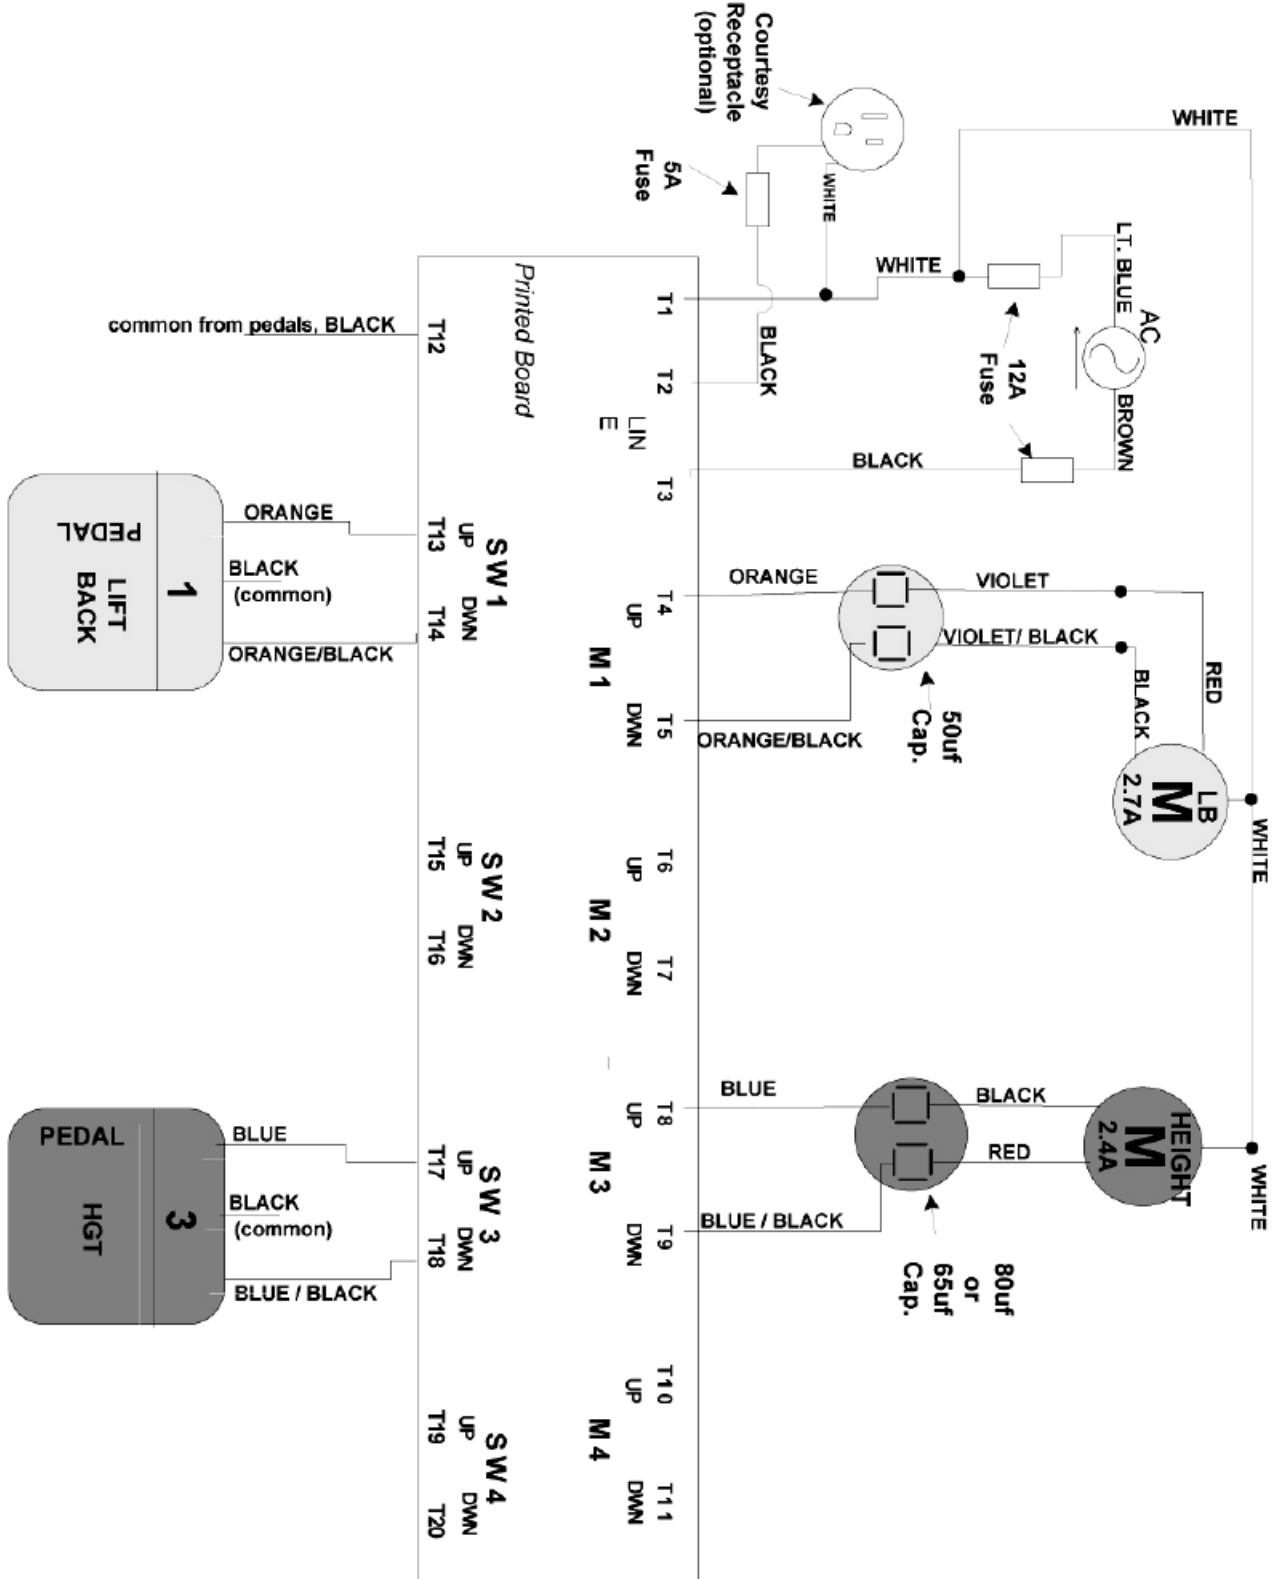 Courtesy
Receptacle
(optional)
5A
Fuse
WHITE
BLACK
WHITE
WHITE
LT. BLUE
AC
BROWN
12A
Fuse
BLACK
Printed Board
common from pedals, BLACK
T12
T1
T2
LIN
E
T3
PEDAL
LIFT
BACK
1
ORANGE
BLACK
(common)
ORANGE/BLACK
T13
UP
SW 1
DWN
T14
T4
UP
M 1
DWN
T5
ORANGE
VIOLET
VIOLET/ BLACK
ORANGE/BLACK
50uf
Cap.
RED
BLACK
LB
M
2.7A
WHITE
T15
UP
SW 2
DWN
T16
T6
UP
M 2
DWN
T7
PEDAL
HGT
3
BLUE
BLACK
(common)
BLUE / BLACK
T17
UP
SW 3
DWN
T18
T8
UP
M 3
DWN
T9
BLUE
BLACK
RED
BLUE / BLACK
80uf
or
65uf
Cap.
HEIGHT
M
2.4A
WHITE
T19
UP
SW 4
DWN
T20
T10
UP
M 4
DWN
T11